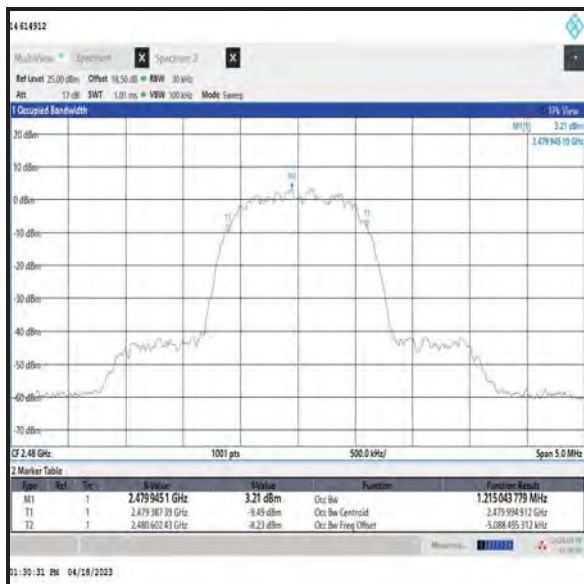 14 614912
MultiView Spectrum X Spectrum 2 X
Ref Level 25.00 dBm Offset 18.50 dB RBW 30 kHz
Att 17 dB SWT 1.01 ms VBW 100 kHz Mode Sweep
1 Occupied Bandwidth 1Pk View
M1[1] 3.21 dBm
2.479 945 10 GHz
20 dBm
10 dBm
M1
0 dBm
T1 T2
-10 dBm
-20 dBm
-30 dBm
-40 dBm
-50 dBm
-60 dBm
-70 dBm
CF 2.48 GHz 1001 pts 500.0 kHz/ Span 5.0 MHz
2 Marker Table
Type Ref Trc X-Value Y-Value Function Function Result
M1 1 2.479 945 1 GHz 3.21 dBm Occ Bw 1.215 043 779 MHz
T1 1 2.479 387 39 GHz -9.49 dBm Occ Bw Centroid 2.479 994 912 GHz
T2 1 2.480 602 43 GHz -8.23 dBm Occ Bw Freq Offset -5.088 495 312 kHz
01:30:31 PM 04/18/2023